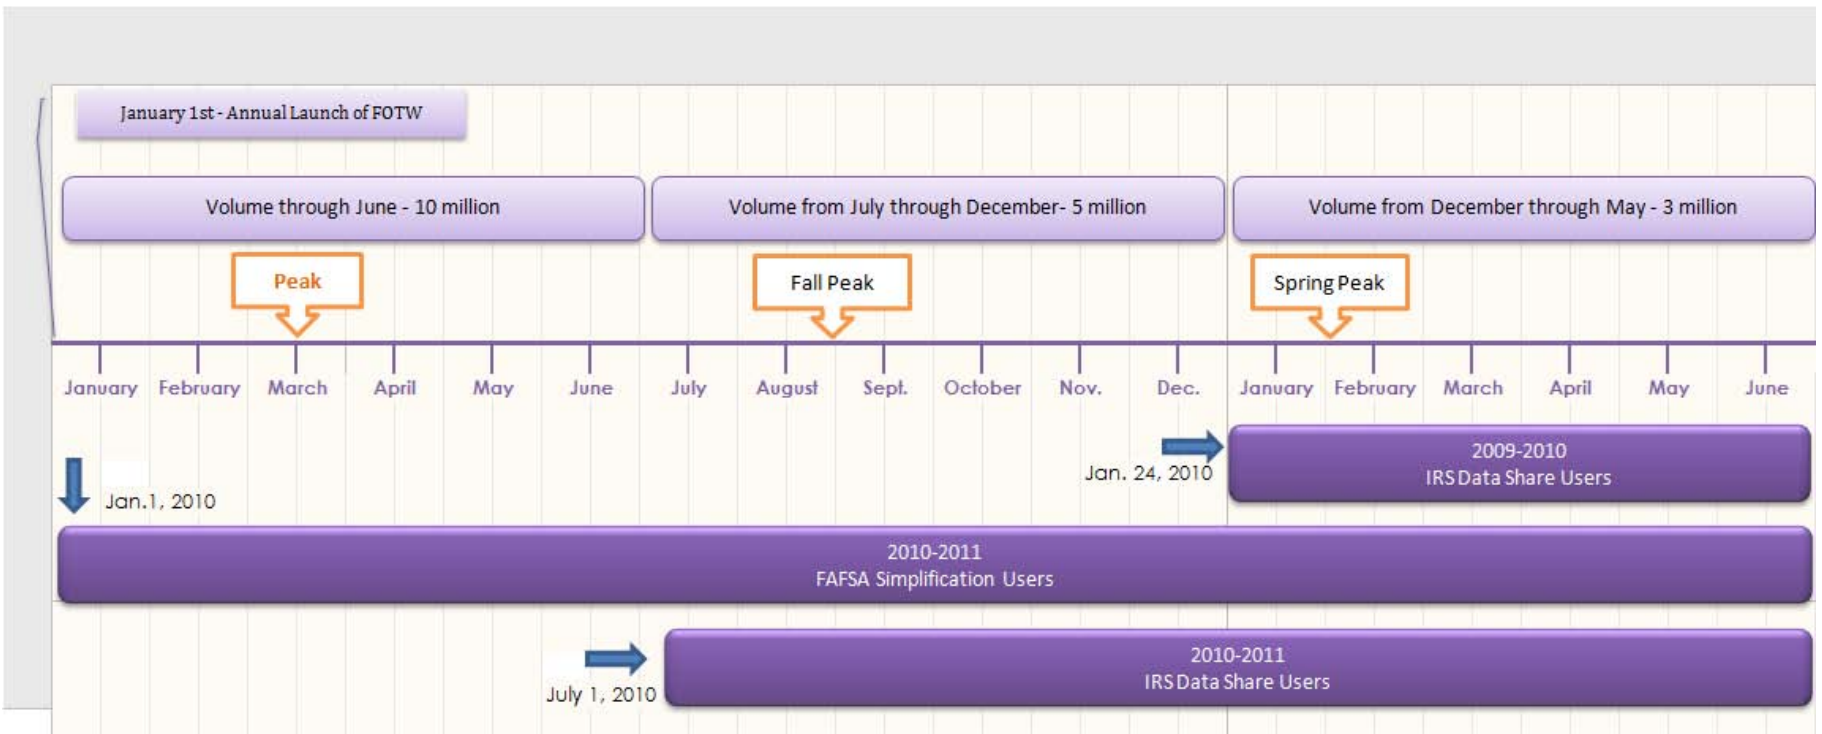 January 1st - Annual Launch of FOTW
Volume through June - 10 million
Volume from July through December- 5 million
Volume from December through May - 3 million
Peak
Fall Peak
Spring Peak
January February March April May June July August Sept. October Nov. Dec. January February March April May June
2009-2010
IRS Data Share Users
Jan. 24, 2010
Jan.1, 2010
2010-2011
FAFSA Simplification Users
2010-2011
IRS Data Share Users
July 1, 2010